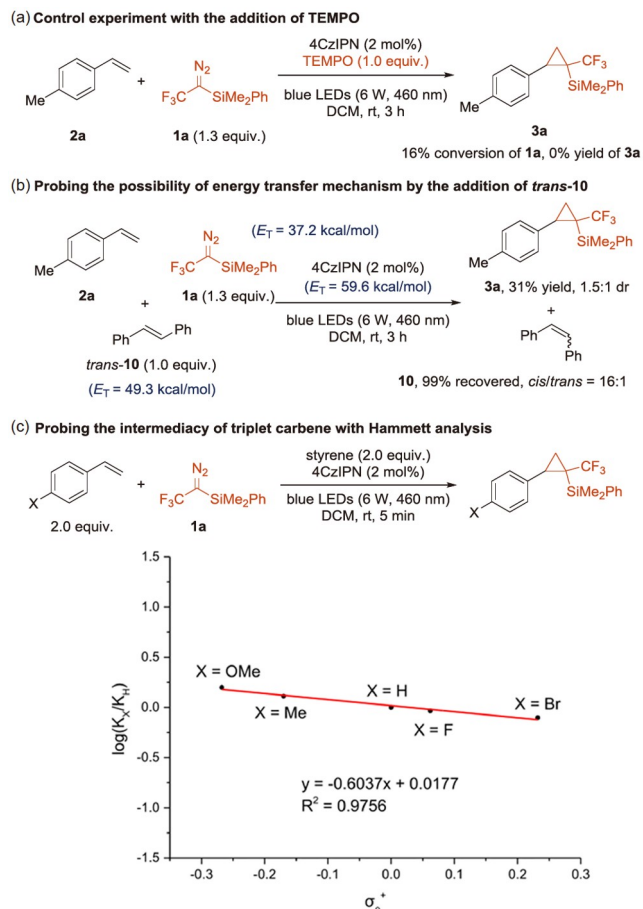 (a) Control experiment with the addition of TEMPO
Me
2a
+
N2
F3C
SiMe2Ph
1a (1.3 equiv.)
4CzIPN (2 mol%)
TEMPO (1.0 equiv.)
blue LEDs (6 W, 460 nm)
DCM, rt, 3 h
Me
CF3
SiMe2Ph
3a
16% conversion of 1a, 0% yield of 3a
(b) Probing the possibility of energy transfer mechanism by the addition of trans-10
Me
2a
+
N2
(ET = 37.2 kcal/mol)
F3C
SiMe2Ph
1a (1.3 equiv.)
+
Ph
Ph
trans-10 (1.0 equiv.)
(ET = 49.3 kcal/mol)
4CzIPN (2 mol%)
(ET = 59.6 kcal/mol)
blue LEDs (6 W, 460 nm)
DCM, rt, 3 h
Me
CF3
SiMe2Ph
3a, 31% yield, 1.5:1 dr
+
Ph
Ph
10, 99% recovered, cis/trans = 16:1
(c) Probing the intermediacy of triplet carbene with Hammett analysis
X
2.0 equiv.
+
N2
F3C
SiMe2Ph
1a
styrene (2.0 equiv.)
4CzIPN (2 mol%)
blue LEDs (6 W, 460 nm)
DCM, rt, 5 min
X
CF3
SiMe2Ph
log(KX/KH)
1.5
1.0
0.5
0.0
-0.5
-1.0
-1.5
X = OMe
X = Me
X = H
X = F
X = Br
y = -0.6037x + 0.0177
R2 = 0.9756
-0.3
-0.2
-0.1
0.0
0.1
0.2
0.3